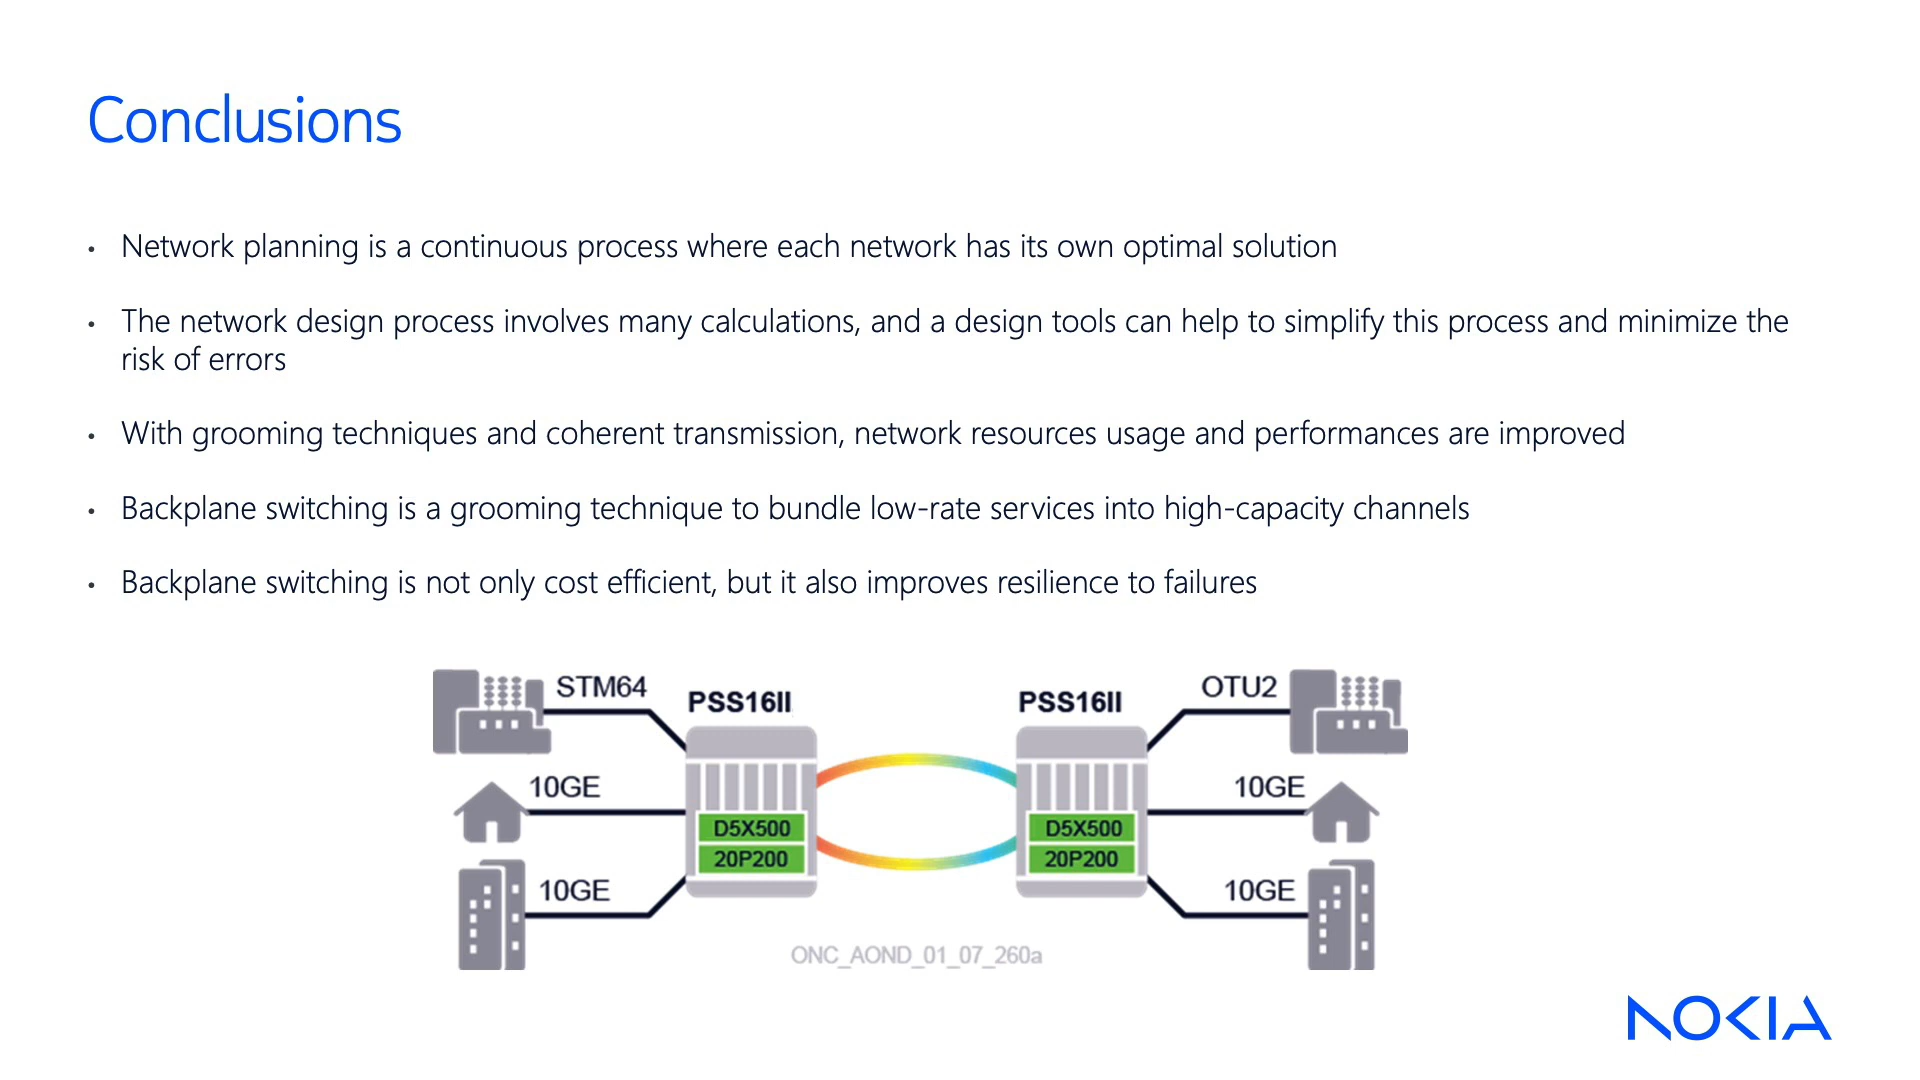 Conclusions
• Network planning is a continuous process where each network has its own optimal solution
• The network design process involves many calculations, and a design tools can help to simplify this process and minimize the
risk of errors
• With grooming techniques and coherent transmission, network resources usage and performances are improved
• Backplane switching is a grooming technique to bundle low-rate services into high-capacity channels
• Backplane switching is not only cost efficient, but it also improves resilience to failures
STM64
PSS16II
PSS16II
OTU2
10GE
10GE
D5X500
D5X500
20P200
20P200
10GE
10GE
ONC_AOND_01_07_260a
NOKIA